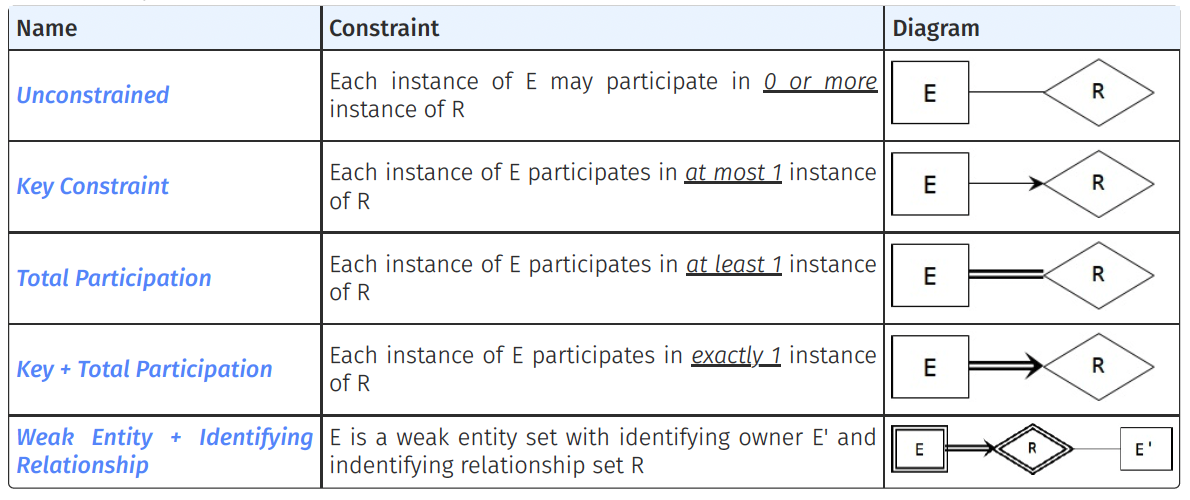 Name
Constraint
Diagram
Unconstrained
Each instance of E may participate in 0 or more
instance of R
E
R
Key Constraint
Each instance of E participates in at most 1 instance
of R
E
R
Total Participation
Each instance of E participates in at least 1 instance
of R
E
R
Key + Total Participation
Each instance of E participates in exactly 1 instance
of R
E
R
Weak Entity + Identifying
Relationship
E is a weak entity set with identifying owner E' and
indentifying relationship set R
E
R
E'